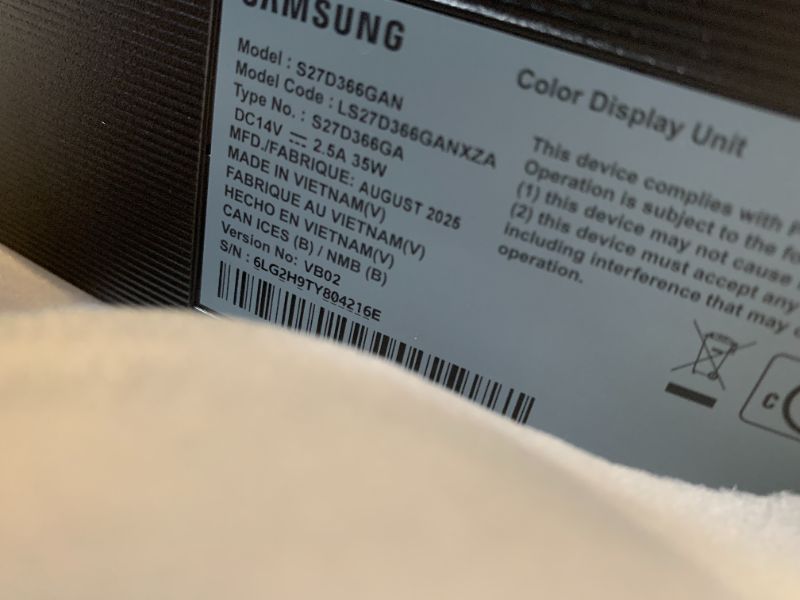 SAMSUNG
Model : S27D366GAN
Model Code : LS27D366GANXZA
Type No. : S27D366GA
DC14V ⎓ 2.5A 35W
MFD./FABRIQUE: AUGUST 2025
MADE IN VIETNAM(V)
FABRIQUE AU VIETNAM(V)
HECHO EN VIETNAM(V)
CAN ICES (B) / NMB (B)
Version No: VB02
S/N : 6LG2H9TY804216E
Color Display Unit
This device complies with
Operation is subject to the
(1) this device may not cause
(2) this device must accept any
including interference that may
operation.
C